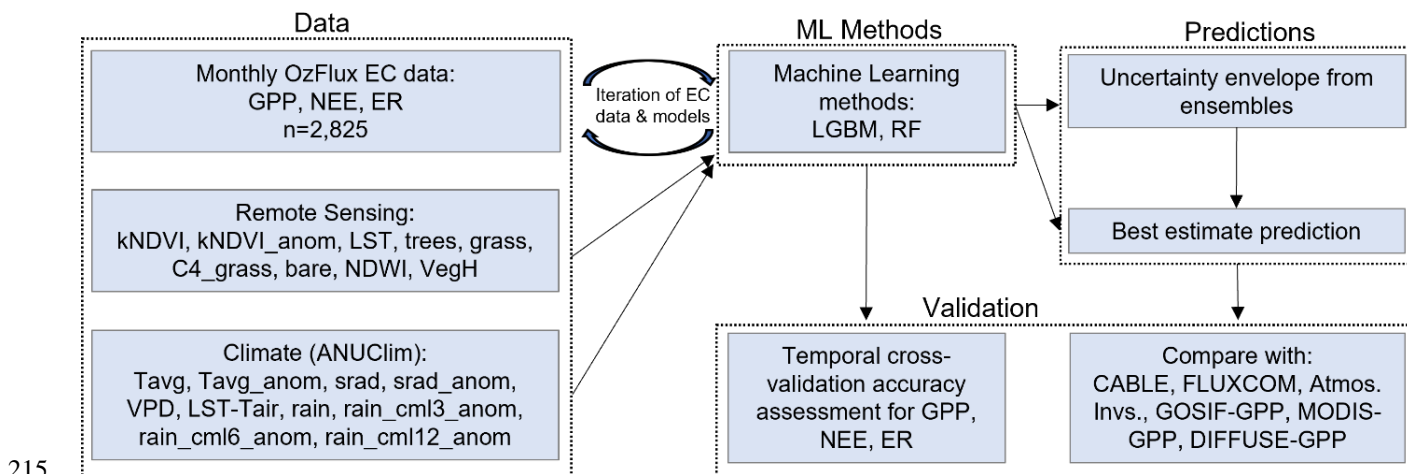 Data
Monthly OzFlux EC data:
GPP, NEE, ER
n=2,825
Remote Sensing:
kNDVI, kNDVI_anom, LST, trees, grass,
C4_grass, bare, NDWI, VegH
Climate (ANUClim):
Tavg, Tavg_anom, srad, srad_anom,
VPD, LST-Tair, rain, rain_cml3_anom,
rain_cml6_anom, rain_cml12_anom
Iteration of EC
data & models
ML Methods
Machine Learning
methods:
LGBM, RF
Predictions
Uncertainty envelope from
ensembles
Best estimate prediction
Validation
Temporal cross-
validation accuracy
assessment for GPP,
NEE, ER
Compare with:
CABLE, FLUXCOM, Atmos.
Invs., GOSIF-GPP, MODIS-
GPP, DIFFUSE-GPP
215